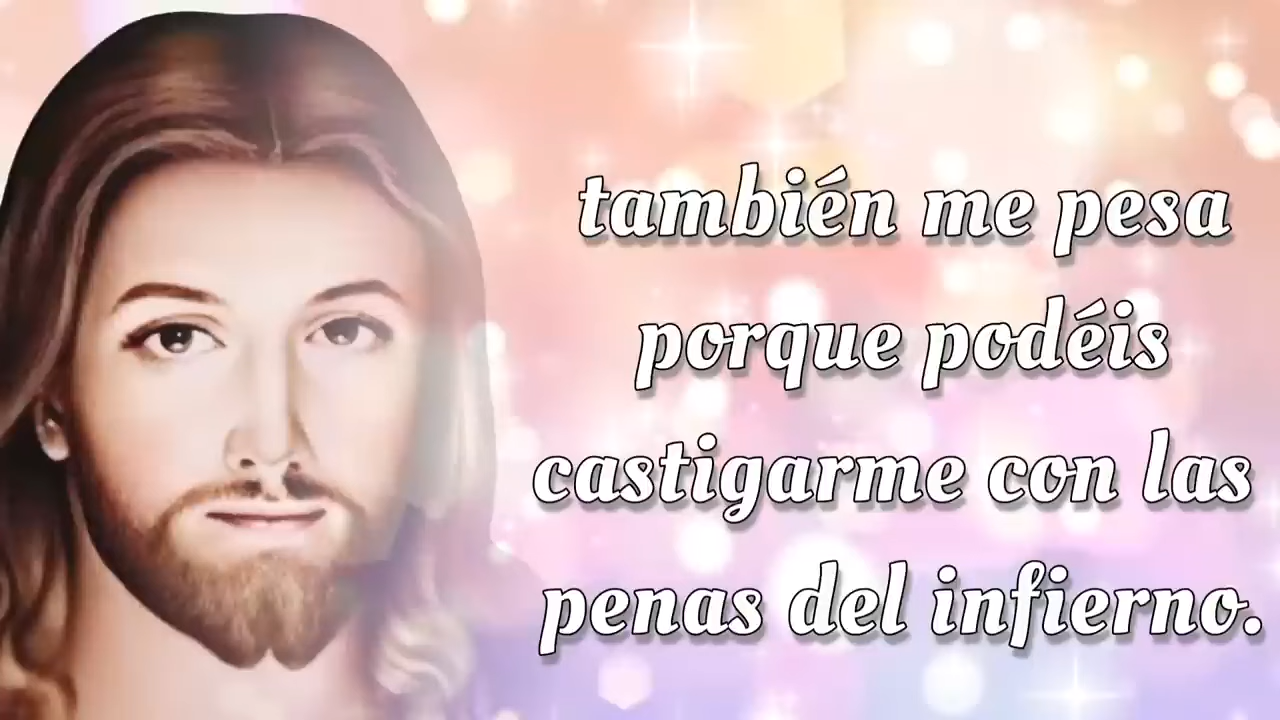 también me pesa
porque podéis
castigarme con las
penas del infierno.